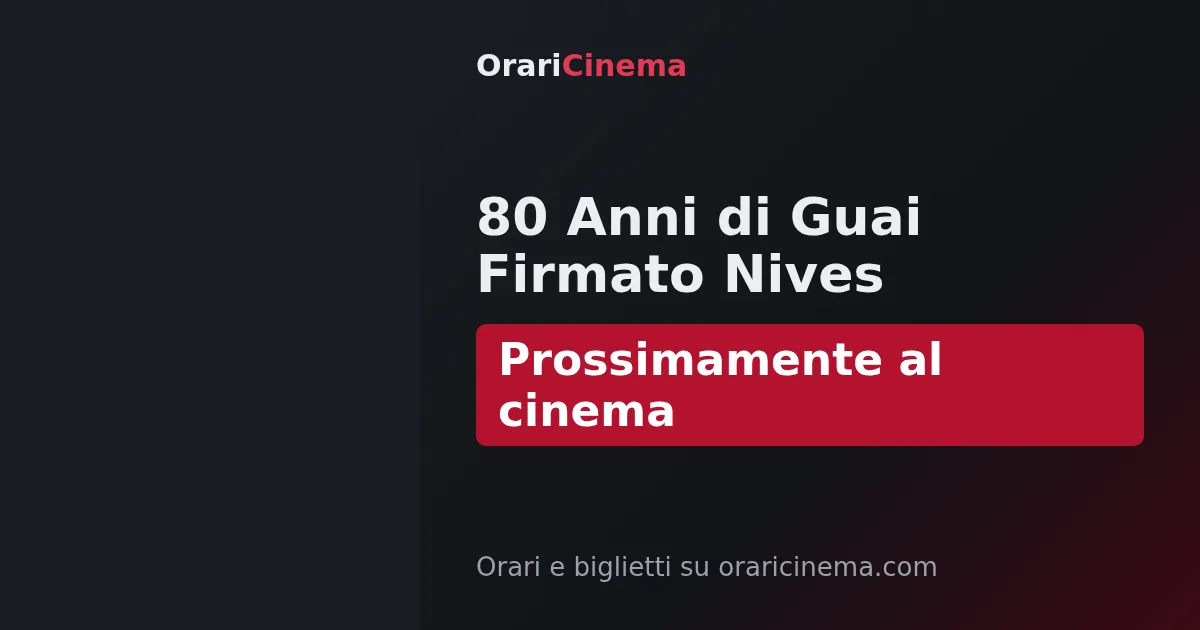 OrariCinema
80 Anni di Guai
Firmato Nives
Prossimamente al
cinema
Orari e biglietti su oraricinema.com